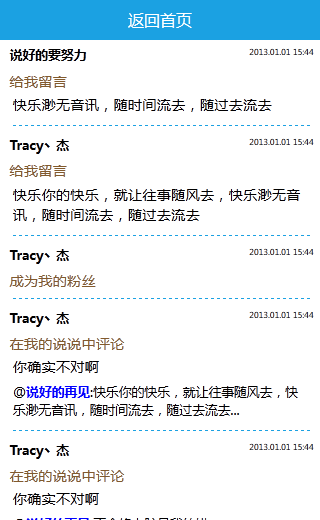 返回首页
说好的要努力 2013.01.01 15:44
给我留言
快乐渺无音讯，随时间流去，随过去流去
Tracy、杰 2013.01.01 15:44
给我留言
快乐你的快乐，就让往事随风去，快乐渺无音
讯，随时间流去，随过去流去
Tracy、杰 2013.01.01 15:44
成为我的粉丝
Tracy、杰 2013.01.01 15:44
在我的说说中评论
你确实不对啊
@说好的再见:快乐你的快乐，就让往事随风去，快
乐渺无音讯，随时间流去，随过去流去...
Tracy、杰 2013.01.01 15:44
在我的说说中评论
你确实不对啊